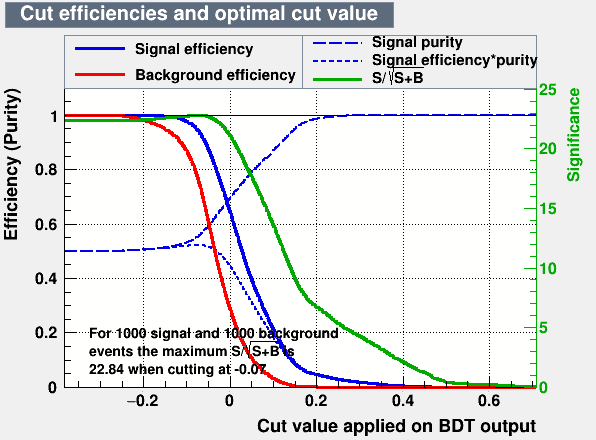 Cut efficiencies and optimal cut value
Signal efficiency
Background efficiency
Signal purity
Signal efficiency*purity
S/√S+B
Efficiency (Purity)
1
0.8
0.6
0.4
0.2
0
25
20
15
10
5
0
Significance
For 1000 signal and 1000 background
events the maximum S/√S+B is
22.84 when cutting at -0.07
−0.2
0
0.2
0.4
0.6
Cut value applied on BDT output